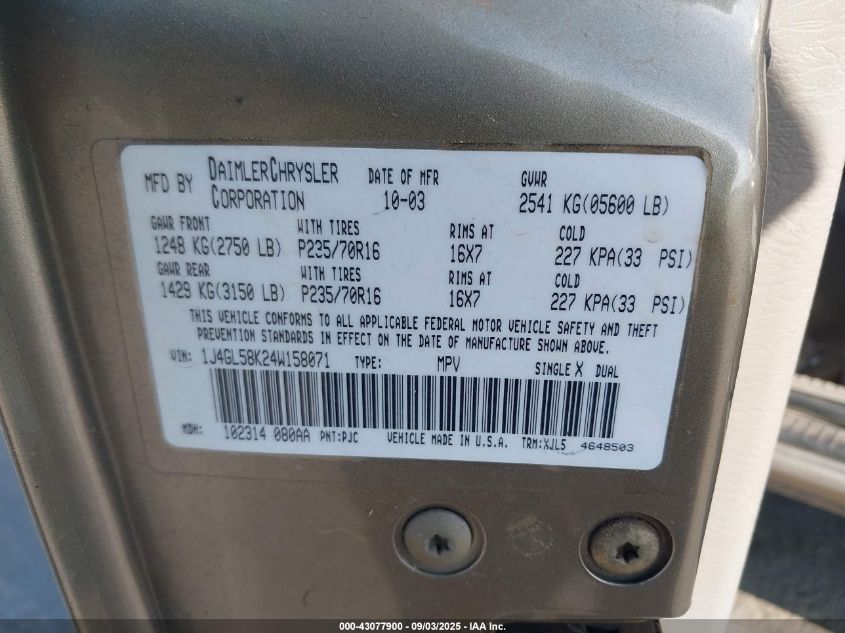 MFD BY DAIMLERCHRYSLER CORPORATION DATE OF MFR 10-03 GVWR 2541 KG(05600 LB)
GAWR FRONT WITH TIRES RIMS AT COLD
1248 KG(2750 LB) P235/70R16 16X7 227 KPA(33 PSI)
GAWR REAR WITH TIRES RIMS AT COLD
1429 KG(3150 LB) P235/70R16 16X7 227 KPA(33 PSI)
THIS VEHICLE CONFORMS TO ALL APPLICABLE FEDERAL MOTOR VEHICLE SAFETY AND THEFT
PREVENTION STANDARDS IN EFFECT ON THE DATE OF MANUFACTURE SHOWN ABOVE.
VIN: 1J4GL58K24W158071 TYPE: MPV SINGLE X DUAL
MDH: 102314 080AA PNT:PJC VEHICLE MADE IN U.S.A. TRM:XJL5 4648503
000-43077900 - 09/03/2025 - IAA Inc.